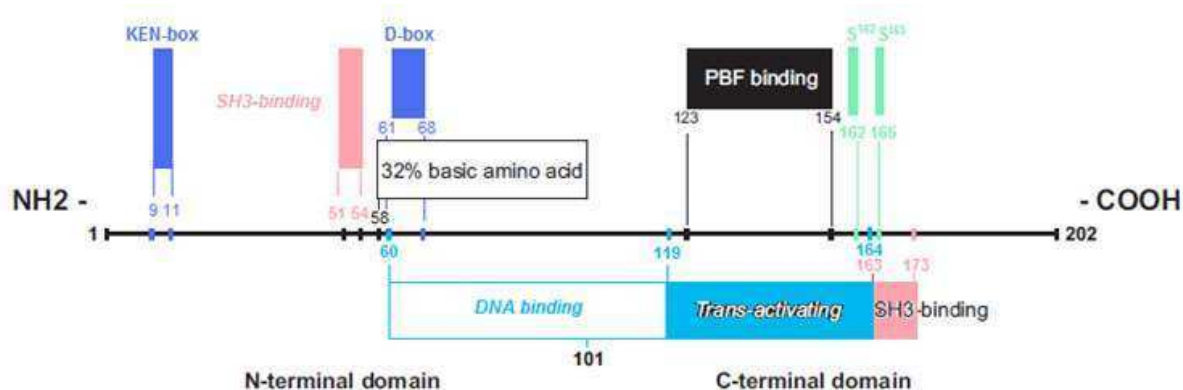 KEN-box
D-box
S¹⁶² S¹⁶⁵
SH3-binding
PBF binding
61 68
123 154
162 165
32% basic amino acid
NH2 -
- COOH
9 11
51 54
58
1
202
60
119
164
163 173
DNA binding
Trans-activating
SH3-binding
101
N-terminal domain
C-terminal domain